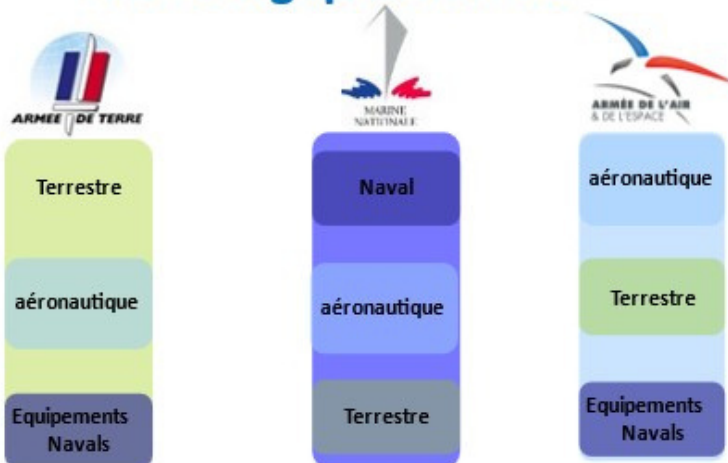 ARMEE DE TERRE
MARINE
NATIONALE
ARMÉE DE L'AIR
& DE L'ESPACE
Terrestre
aéronautique
Equipements
Navals
Naval
aéronautique
Terrestre
aéronautique
Terrestre
Equipements
Navals